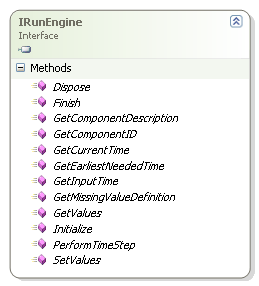 IRunEngine
Interface
Methods
Dispose
Finish
GetComponentDescription
GetComponentID
GetCurrentTime
GetEarliestNeededTime
GetInputTime
GetMissingValueDefinition
GetValues
Initialize
PerformTimeStep
SetValues